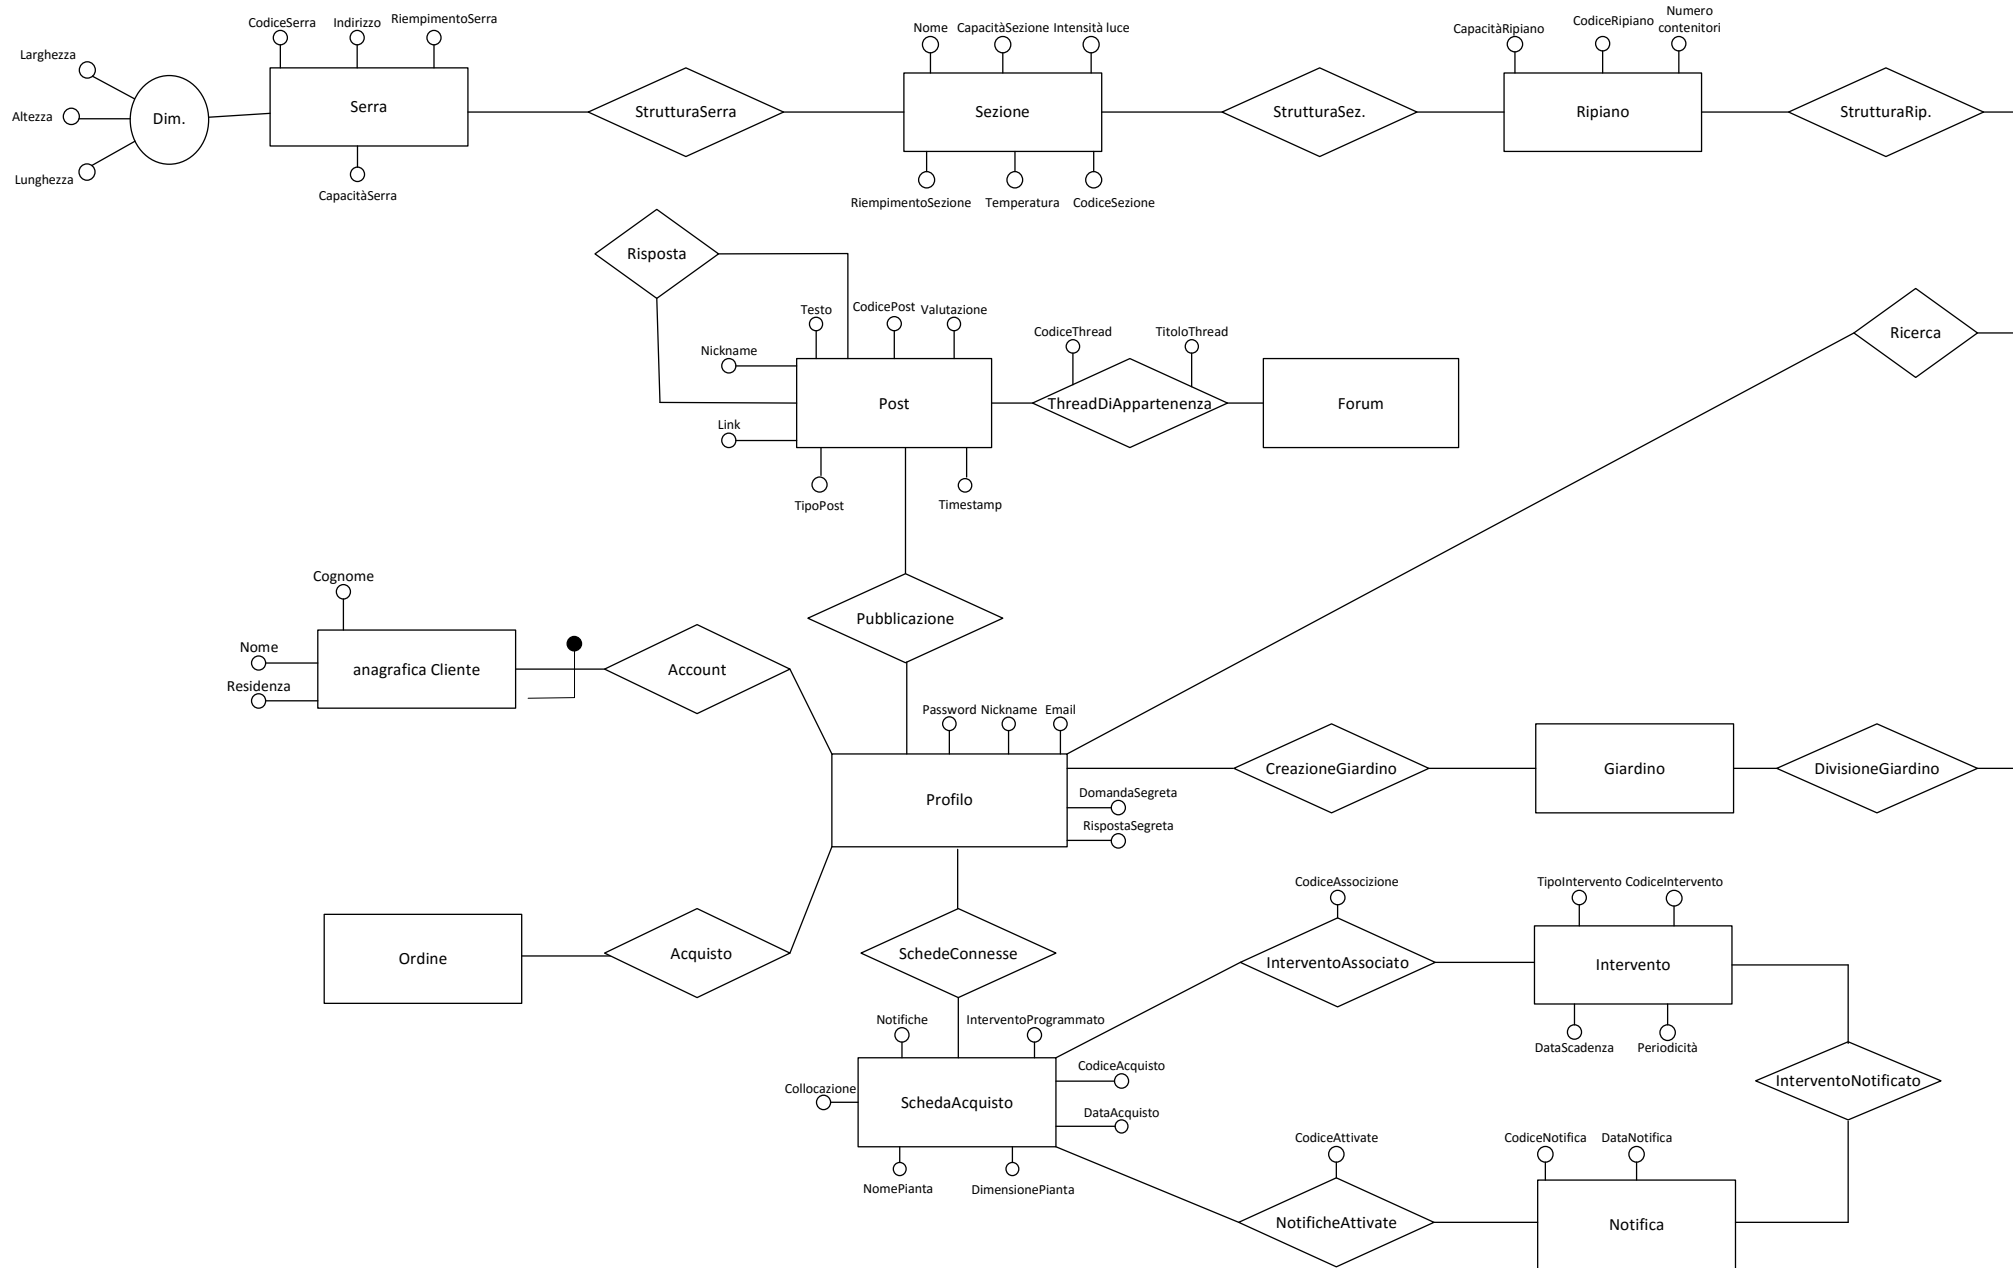 CodiceSerra
Indirizzo
RiempimentoSerra
Larghezza
Altezza
Lunghezza
Dim.
Serra
CapacitàSerra
StrutturaSerra
Nome
CapacitàSezione
Intensità luce
Sezione
RiempimentoSezione
Temperatura
CodiceSezione
StrutturaSez.
CapacitàRipiano
CodiceRipiano
Numero
contenitori
Ripiano
StrutturaRip.
Risposta
Testo
CodicePost
Valutazione
Nickname
Post
Link
TipoPost
Timestamp
CodiceThread
TitoloThread
ThreadDiAppartenenza
Forum
Ricerca
Pubblicazione
Cognome
Nome
Residenza
anagrafica Cliente
Account
Password
Nickname
Email
Profilo
DomandaSegreta
RispostaSegreta
CreazioneGiardino
Giardino
DivisioneGiardino
Ordine
Acquisto
SchedeConnesse
CodiceAssocizione
InterventoAssociato
TipoIntervento
CodiceIntervento
Intervento
DataScadenza
Periodicità
InterventoNotificato
Notifiche
InterventoProgrammato
Collocazione
SchedaAcquisto
CodiceAcquisto
DataAcquisto
NomePianta
DimensionePianta
CodiceAttivate
NotificheAttivate
CodiceNotifica
DataNotifica
Notifica